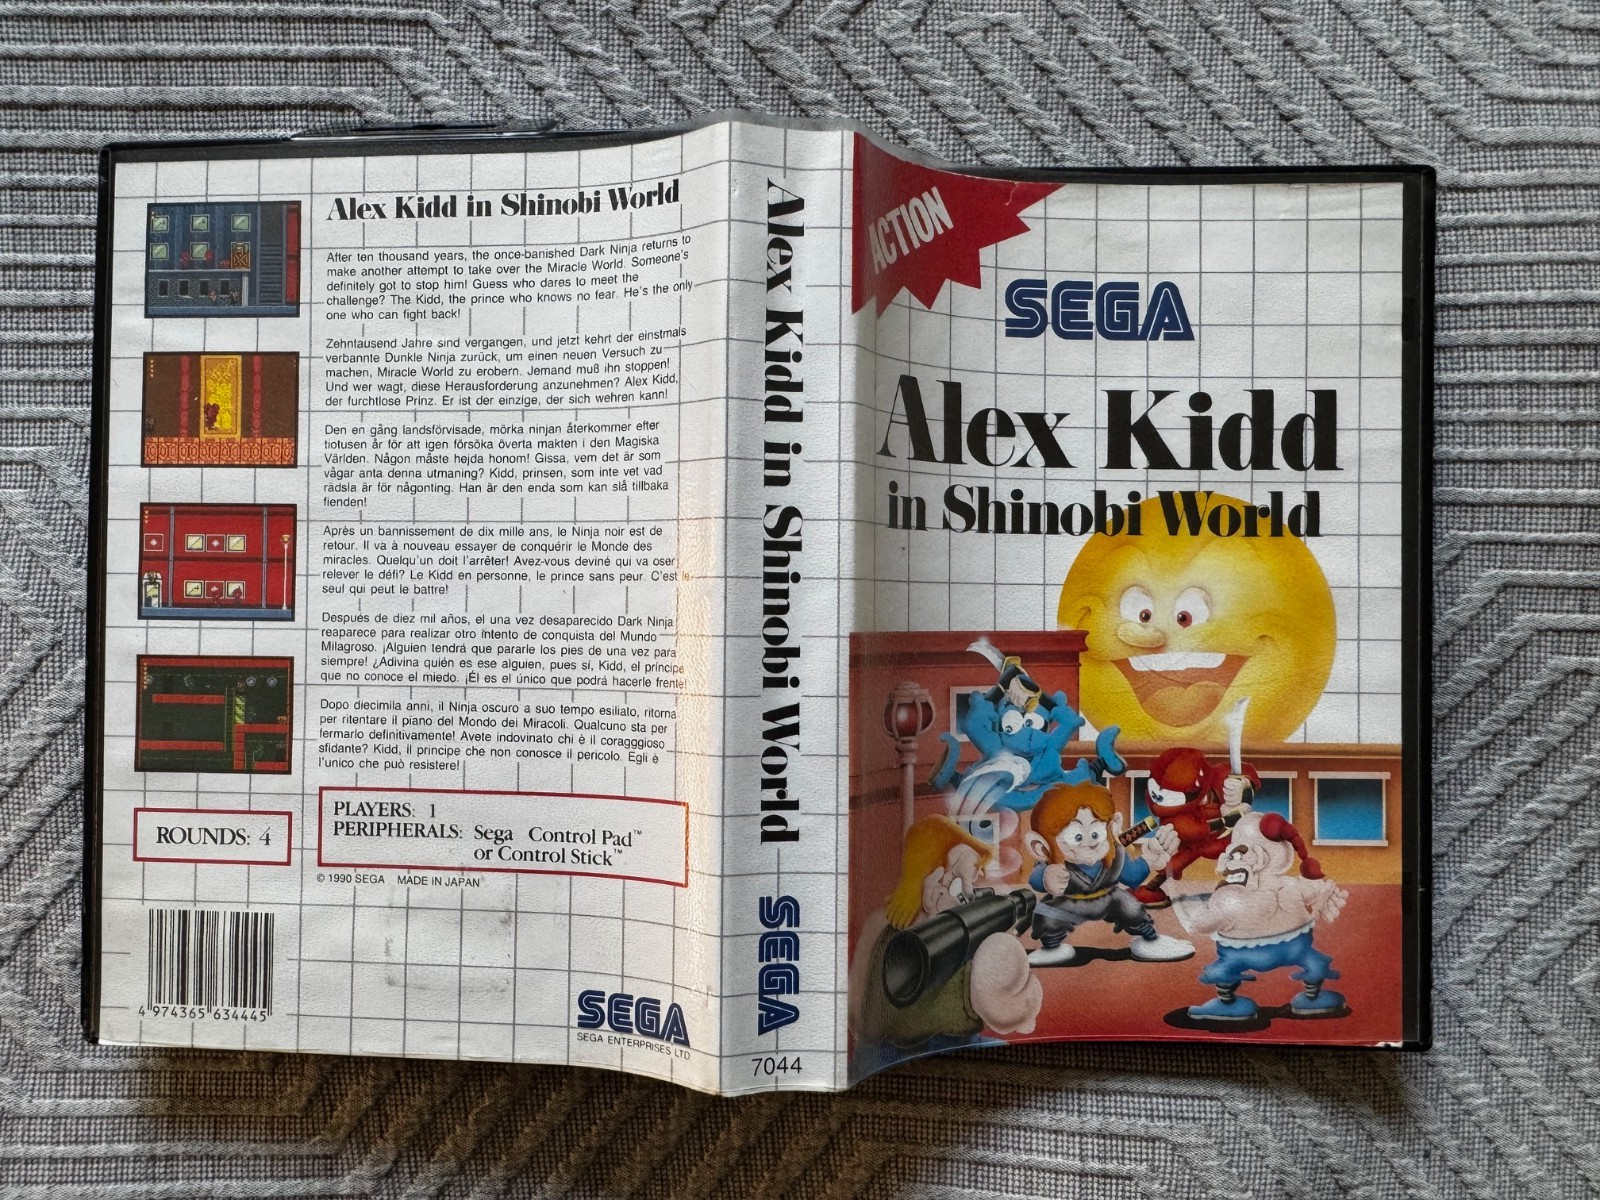 Alex Kidd in Shinobi World
After ten thousand years, the once-banished Dark Ninja returns to
make another attempt to take over the Miracle World. Someone's
definitely got to stop him! Guess who dares to meet the
challenge? The Kidd, the prince who knows no fear. He's the only
one who can fight back!
Zehntausend Jahre sind vergangen, und jetzt kehrt der einstmals
verbannte Dunkle Ninja zurück, um einen neuen Versuch zu
machen, Miracle World zu erobern. Jemand muß ihn stoppen!
Und wer wagt, diese Herausforderung anzunehmen? Alex Kidd,
der furchtlose Prinz. Er ist der einzige, der sich wehren kann!
Den en gång landsförvisade, mörka ninjan återkommer efter
tiotusen år för att igen försöka överta makten i den Magiska
Världen. Någon måste hejda honom! Gissa, vem det är som
vågar anta denna utmaning? Kidd, prinsen, som inte vet vad
rädsla är för någonting. Han är den enda som kan slå tillbaka
fienden!
Après un bannissement de dix mille ans, le Ninja noir est de
retour. Il va à nouveau essayer de conquérir le Monde des
miracles. Quelqu'un doit l'arrêter! Avez-vous deviné qui va oser
relever le défi? Le Kidd en personne, le prince sans peur. C'est le
seul qui peut le battre!
Después de diez mil años, el una vez desaparecido Dark Ninja
reaparece para realizar otro intento de conquista del Mundo
Milagroso. ¡Alguien tendrá que pararle los pies de una vez para
siempre! ¿Adivina quién es ese alguien, pues sí, Kidd, el príncipe
que no conoce el miedo. ¡Él es el único que podrá hacerle frente!
Dopo diecimila anni, il Ninja oscuro a suo tempo esiliato, ritorna
per ritentare il piano del Mondo dei Miracoli. Qualcuno sta per
fermarlo definitivamente! Avete indovinato chi è il coragggioso
sfidante? Kidd, il principe che non conosce il pericolo. Egli è
l'unico che può resistere!
ROUNDS: 4
PLAYERS: 1
PERIPHERALS: Sega Control Pad™
or Control Stick™
© 1990 SEGA MADE IN JAPAN
4 974365 634445
SEGA
SEGA ENTERPRISES LTD
Alex Kidd in Shinobi World
SEGA
7044
ACTION
SEGA
Alex Kidd
in Shinobi World